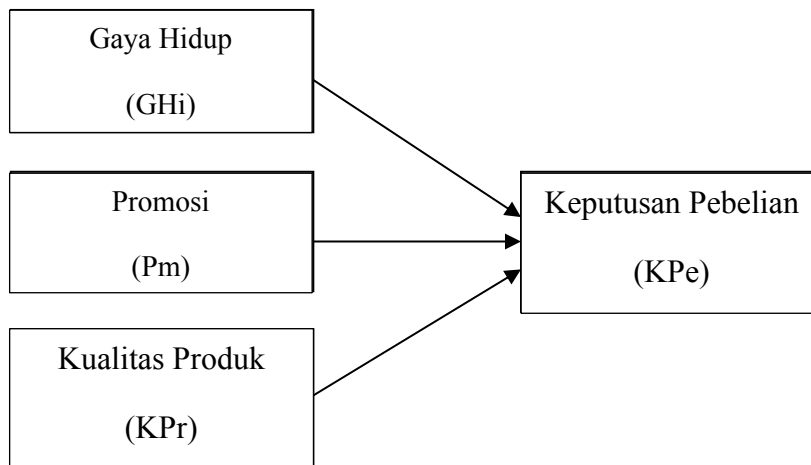 Gaya Hidup
(GHi)
Promosi
(Pm)
Kualitas Produk
(KPr)
Keputusan Pebelian
(KPe)